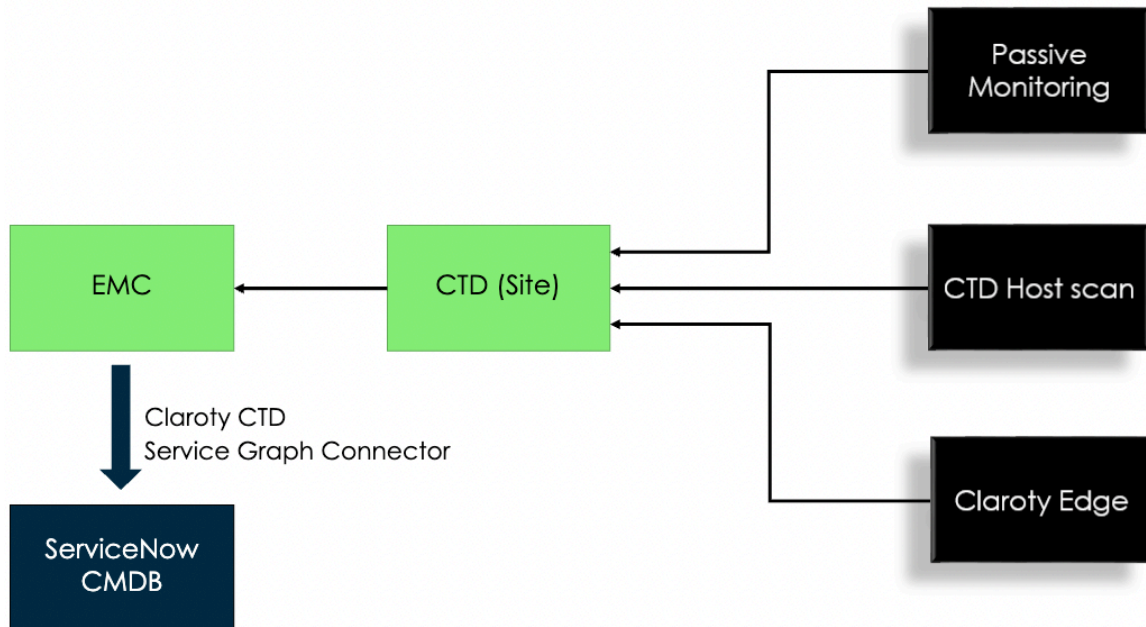 Passive
Monitoring
EMC
CTD (Site)
CTD Host scan
Claroty CTD
Service Graph Connector
Claroty Edge
ServiceNow
CMDB